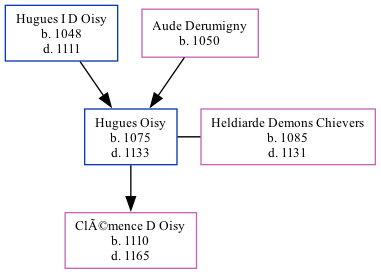 Hugues I D Oisy
b. 1048
d. 1111
Aude Derumigny
b. 1050
Hugues Oisy
b. 1075
d. 1133
Heldiarde Demons Chievers
b. 1085
d. 1131
ClÃ©mence D Oisy
b. 1110
d. 1165